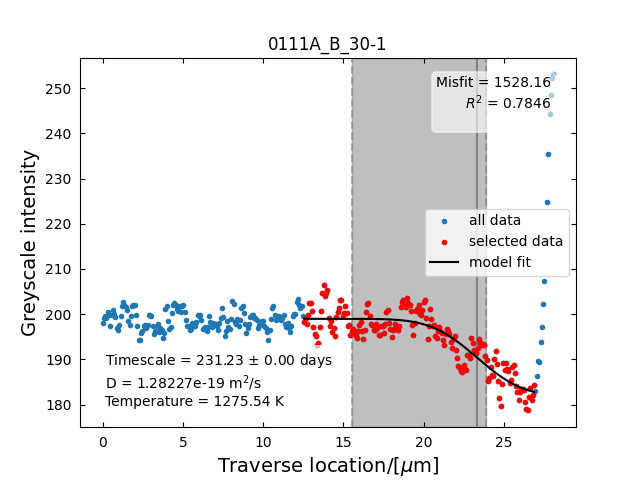 0111A_B_30-1
Misfit = 1528.16
R² = 0.7846
all data
selected data
model fit
Timescale = 231.23 ± 0.00 days
D = 1.28227e-19 m²/s
Temperature = 1275.54 K
Greyscale intensity
250
240
230
220
210
200
190
180
0 5 10 15 20 25
Traverse location/[μm]